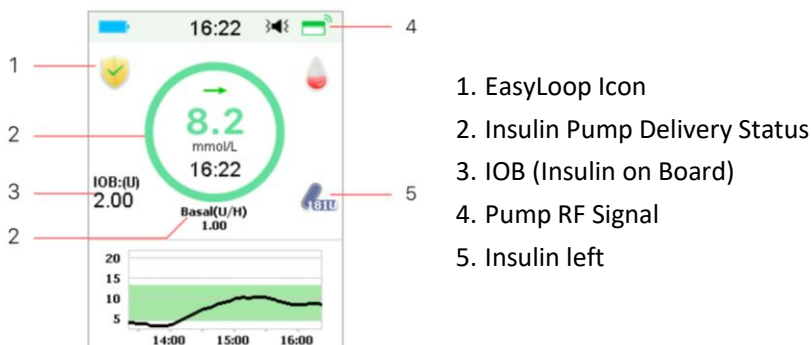 16:22
4
1
8.2
mmol/L
16:22
2
IOB:(U)
2.00
3
181U
5
Basal(U/H)
1.00
2
20
15
10
5
14:00 15:00 16:00
1. EasyLoop Icon
2. Insulin Pump Delivery Status
3. IOB (Insulin on Board)
4. Pump RF Signal
5. Insulin left